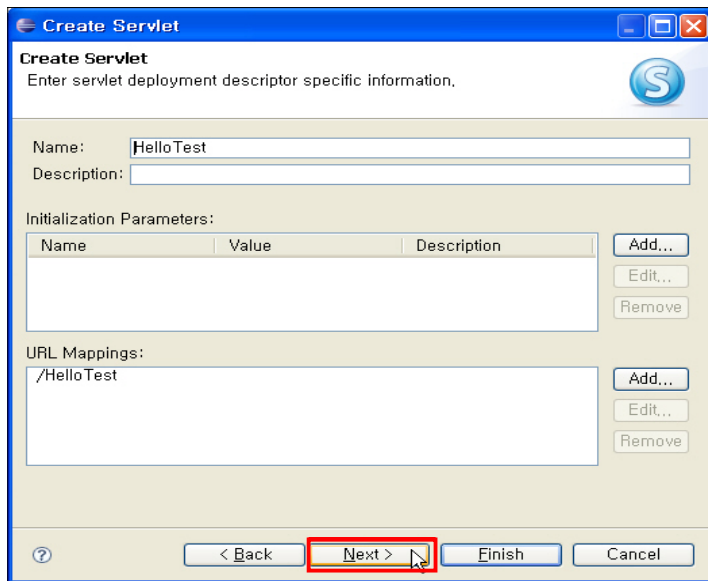 Create Servlet
Create Servlet
Enter servlet deployment descriptor specific information.
S
Name: HelloTest
Description:
Initialization Parameters:
Name Value Description
Add...
Edit...
Remove
URL Mappings:
/HelloTest
Add...
Edit...
Remove
? < Back Next > Finish Cancel